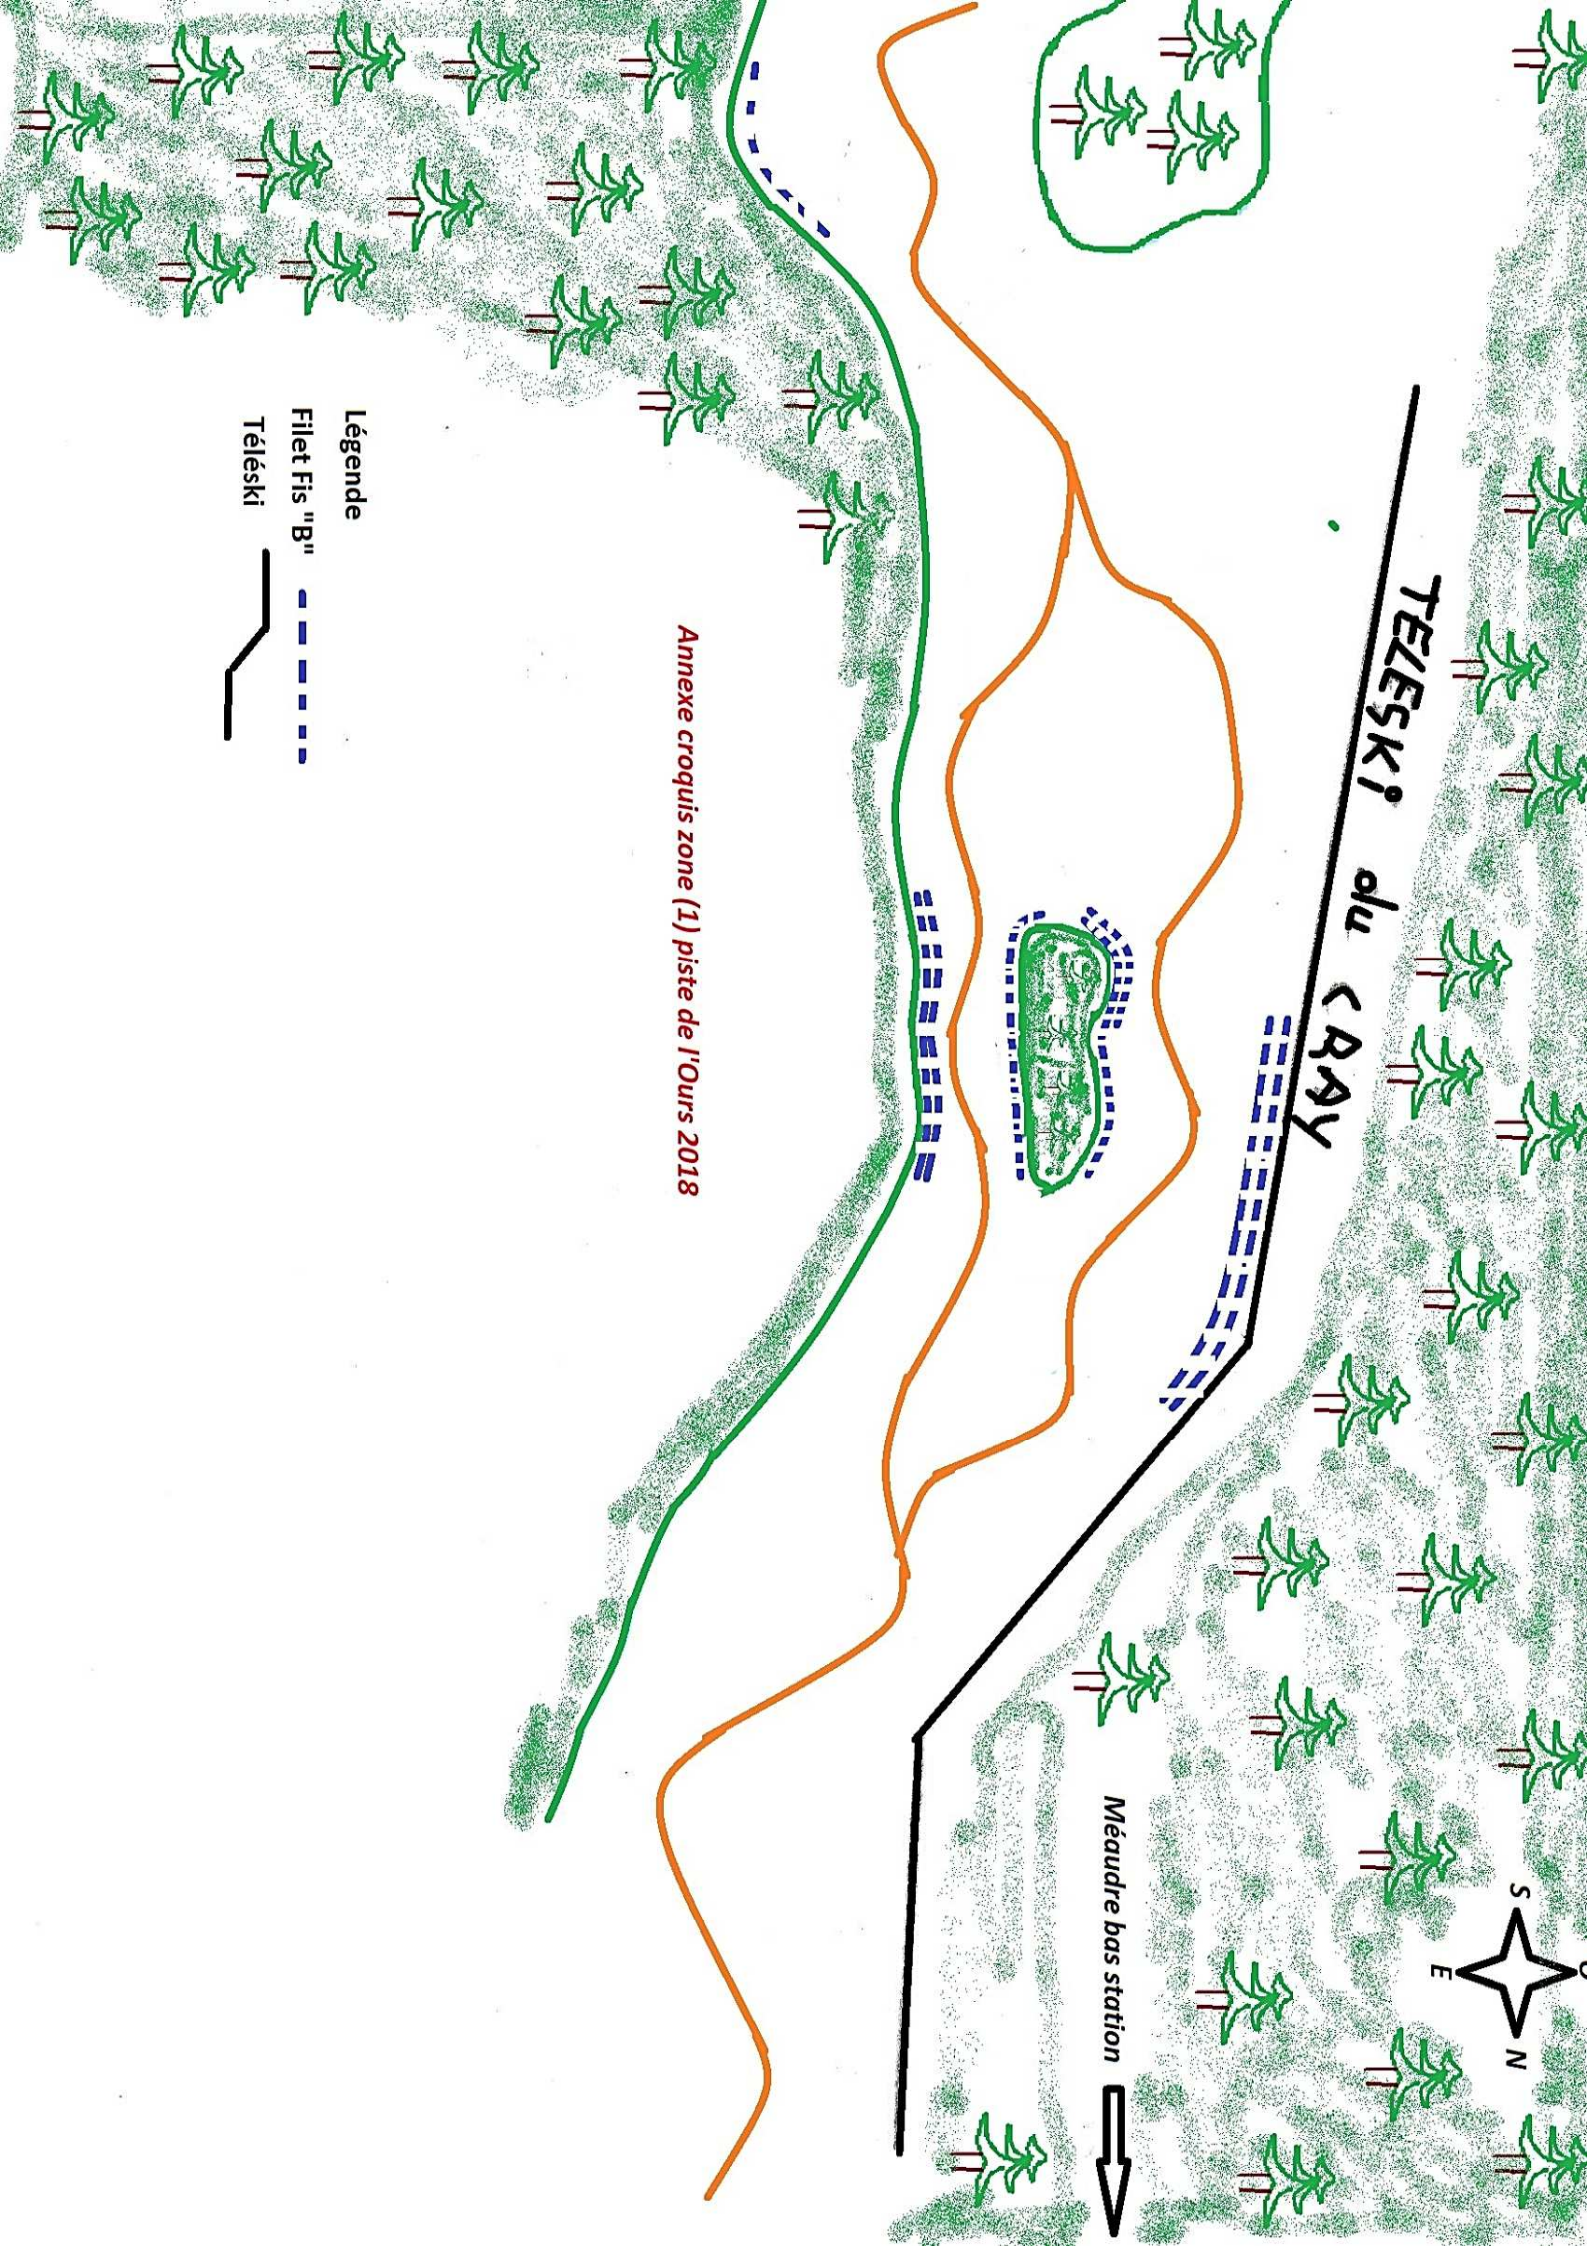 TELESKi du CRAY
Méaudre bas station
S
N
E
Annexe croquis zone (1) piste de l'Ours 2018
Légende
Filet Fis "B"
Téléski